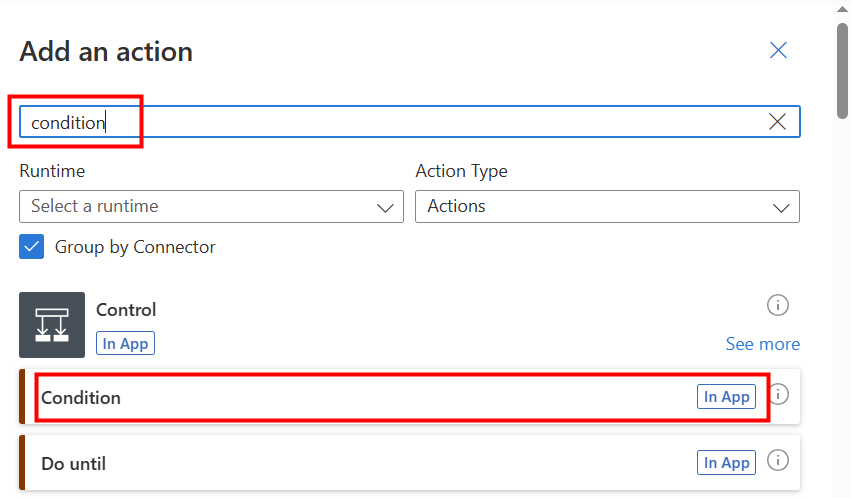 Add an action
condition
Runtime
Action Type
Select a runtime
Actions
Group by Connector
Control
In App
See more
Condition
In App
Do until
In App